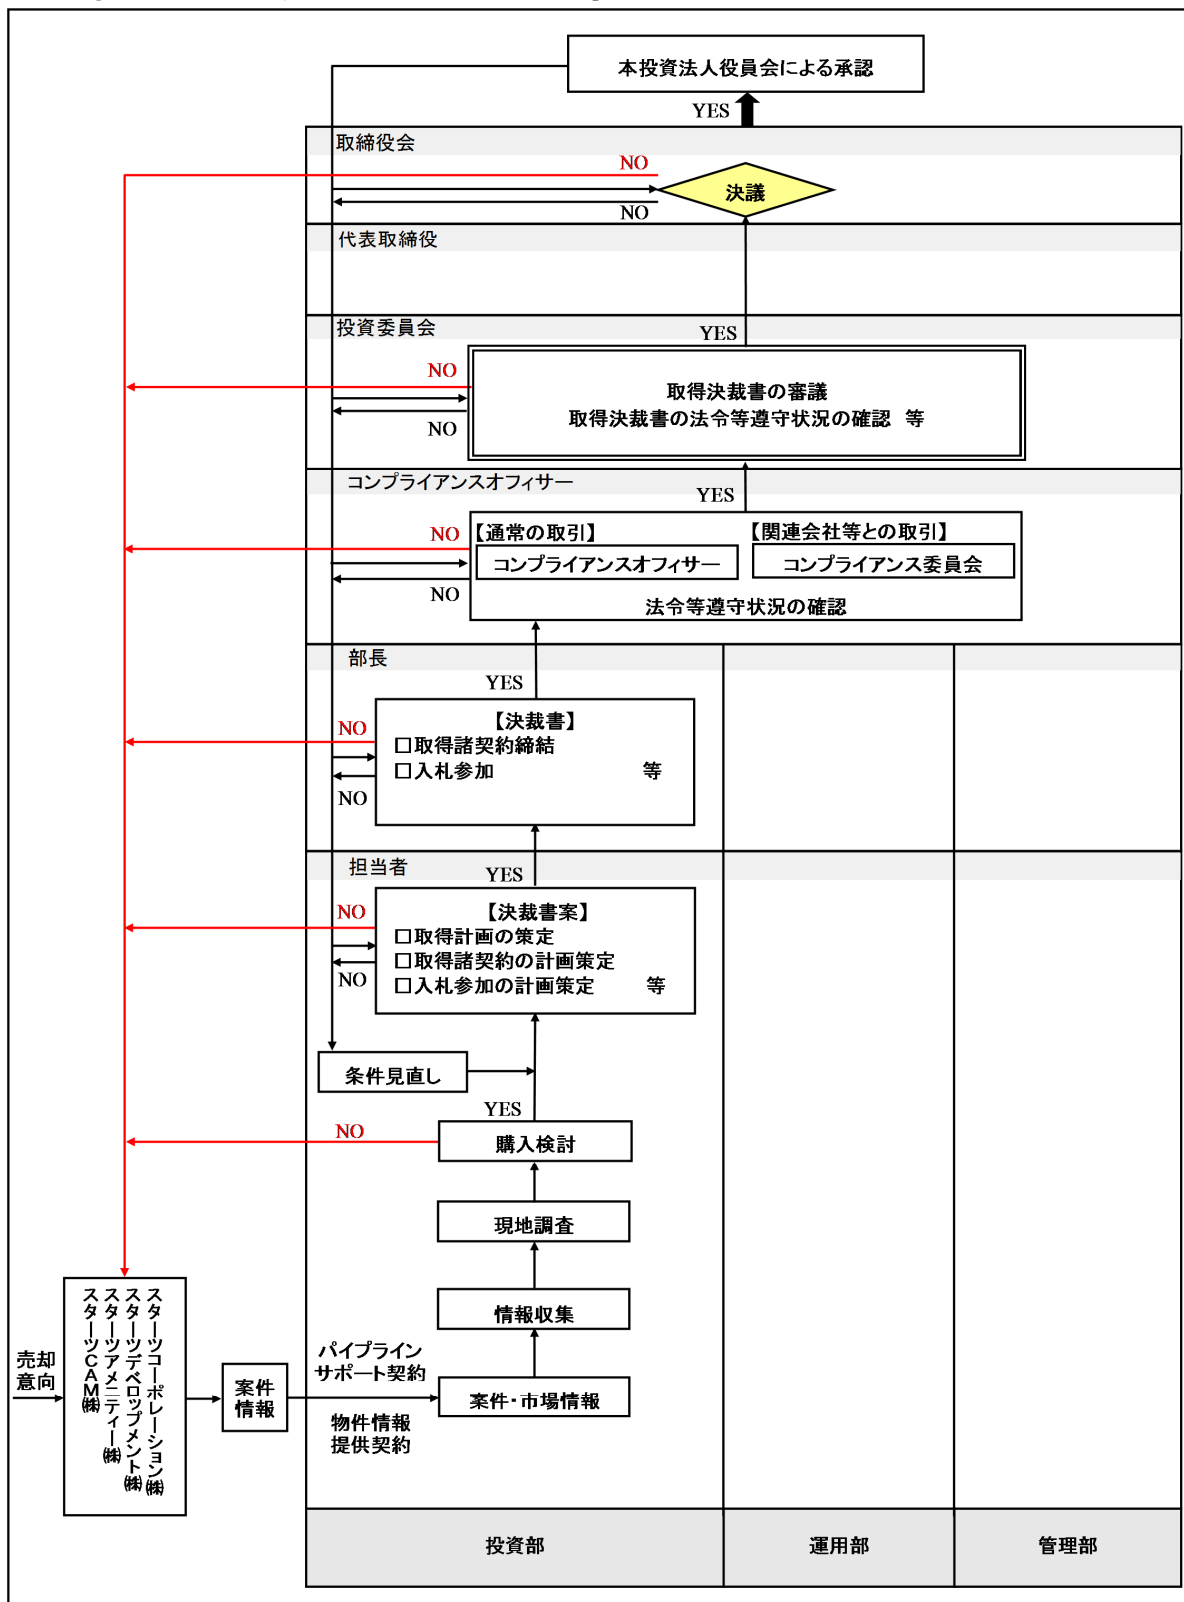 本投資法人役員会による承認
YES
取締役会
NO
決議
NO
代表取締役
投資委員会
YES
NO
取得決裁書の審議
取得決裁書の法令等遵守状況の確認 等
NO
コンプライアンスオフィサー
YES
NO
【通常の取引】
【関連会社等との取引】
コンプライアンスオフィサー
コンプライアンス委員会
NO
法令等遵守状況の確認
部長
YES
NO
【決裁書】
□取得諸契約締結
□入札参加 等
NO
担当者
YES
NO
【決裁書案】
□取得計画の策定
□取得諸契約の計画策定
□入札参加の計画策定 等
NO
条件見直し
YES
NO
購入検討
現地調査
情報収集
売却
意向
スターツコーポレーション㈱
スターツデベロップメント㈱
スターツアメニティー㈱
スターツCAM㈱
案件
情報
パイプライン
サポート契約
物件情報
提供契約
案件・市場情報
投資部
運用部
管理部